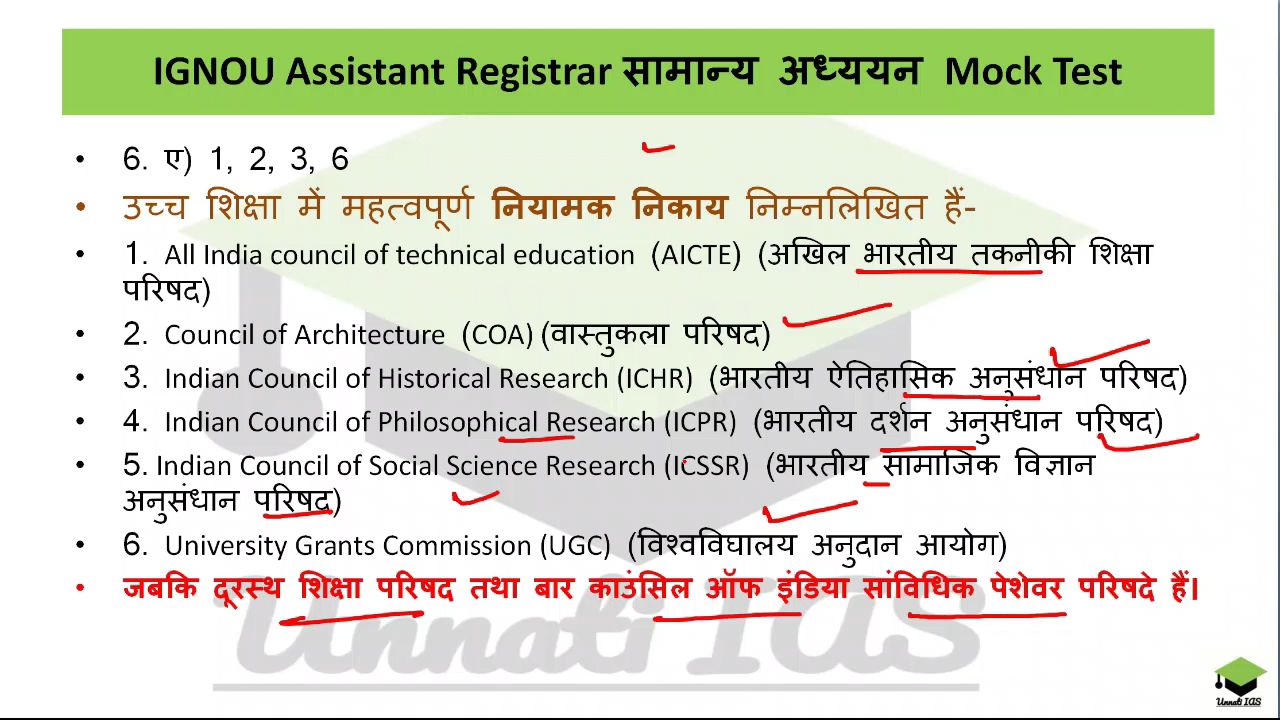 IGNOU Assistant Registrar सामान्य अध्ययन Mock Test
• 6. ए) 1, 2, 3, 6
• उच्च शिक्षा में महत्वपूर्ण नियामक निकाय निम्नलिखित हैं-
• 1. All India council of technical education (AICTE) (अखिल भारतीय तकनीकी शिक्षा
परिषद)
• 2. Council of Architecture (COA) (वास्तुकला परिषद)
• 3. Indian Council of Historical Research (ICHR) (भारतीय ऐतिहासिक अनुसंधान परिषद)
• 4. Indian Council of Philosophical Research (ICPR) (भारतीय दर्शन अनुसंधान परिषद)
• 5. Indian Council of Social Science Research (ICSSR) (भारतीय सामाजिक विज्ञान
अनुसंधान परिषद)
• 6. University Grants Commission (UGC) (विश्वविघालय अनुदान आयोग)
• जबकि दूरस्थ शिक्षा परिषद तथा बार काउंसिल ऑफ इंडिया सांविधिक पेशेवर परिषदे हैं।
Unnati IAS
Unnati IAS